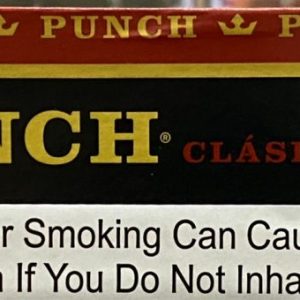 PUNCH P
NCH® CLÁS
r Smoking Can Cau
If You Do Not Inha